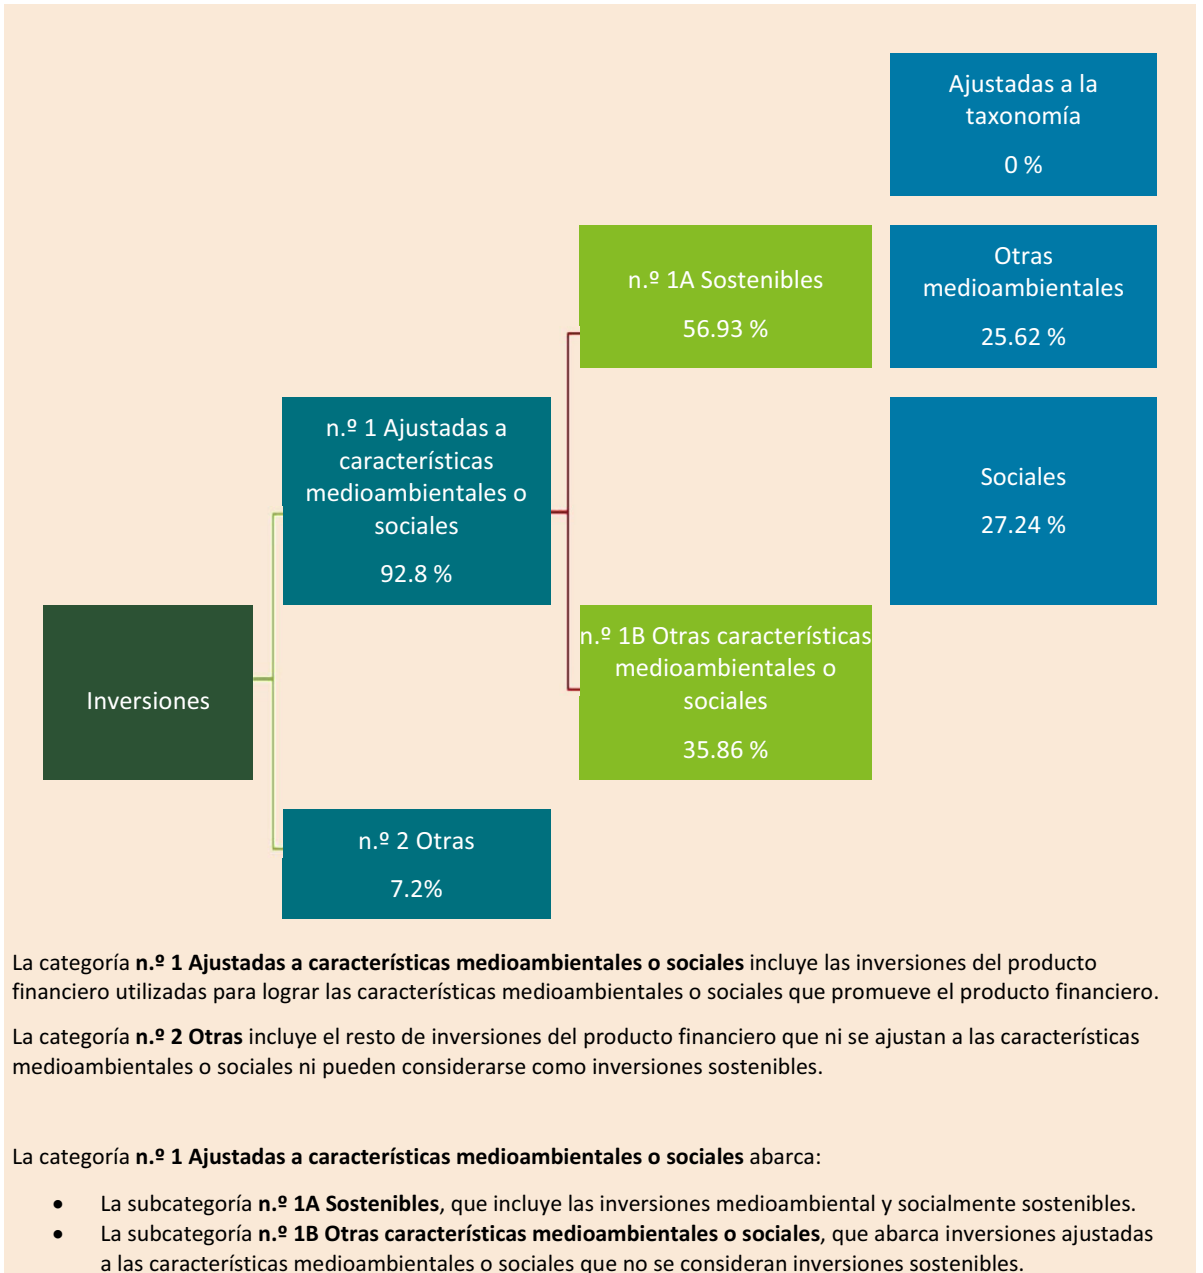 Ajustadas a la
taxonomía
0 %
n.º 1A Sostenibles
56.93 %
Otras
medioambientales
25.62 %
n.º 1 Ajustadas a
características
medioambientales o
sociales
92.8 %
Sociales
27.24 %
Inversiones
n.º 1B Otras características
medioambientales o
sociales
35.86 %
n.º 2 Otras
7.2%
La categoría n.º 1 Ajustadas a características medioambientales o sociales incluye las inversiones del producto
financiero utilizadas para lograr las características medioambientales o sociales que promueve el producto financiero.
La categoría n.º 2 Otras incluye el resto de inversiones del producto financiero que ni se ajustan a las características
medioambientales o sociales ni pueden considerarse como inversiones sostenibles.
La categoría n.º 1 Ajustadas a características medioambientales o sociales abarca:
• La subcategoría n.º 1A Sostenibles, que incluye las inversiones medioambiental y socialmente sostenibles.
• La subcategoría n.º 1B Otras características medioambientales o sociales, que abarca inversiones ajustadas
a las características medioambientales o sociales que no se consideran inversiones sostenibles.